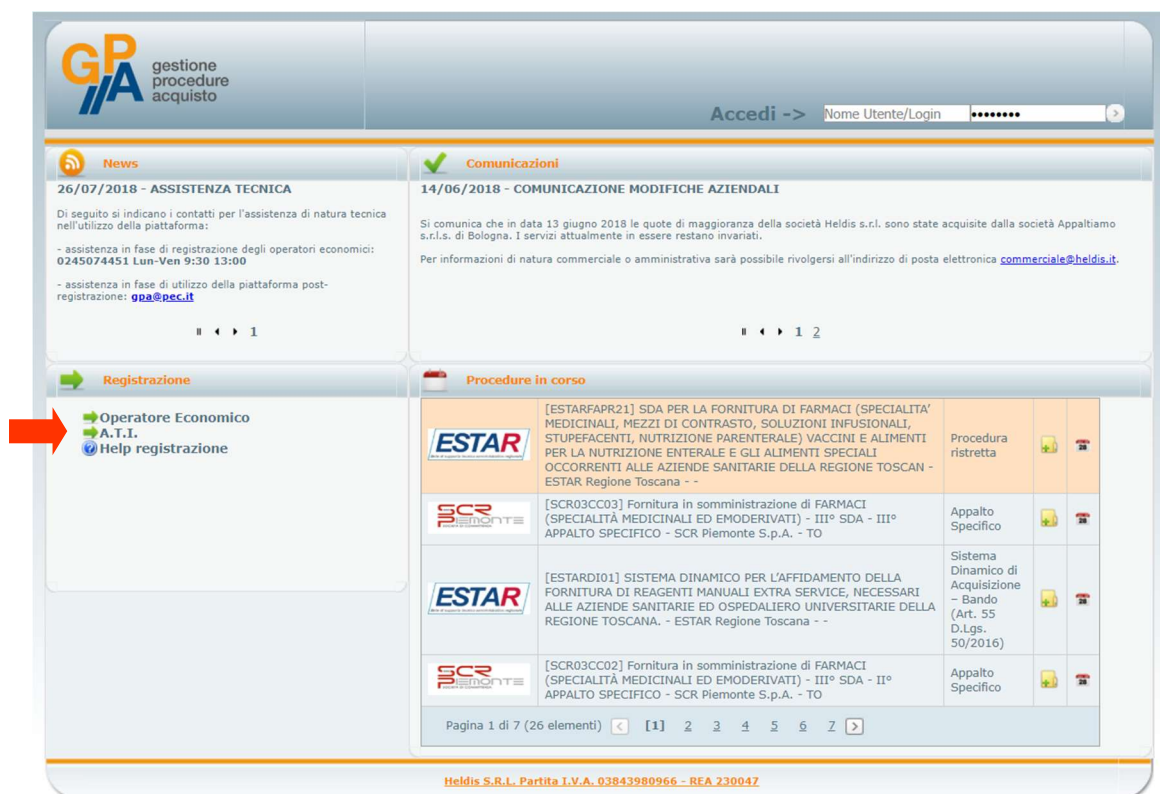 GPA gestione
procedure
acquisto
Accedi -> Nome Utente/Login ••••••••
News
26/07/2018 - ASSISTENZA TECNICA
Di seguito si indicano i contatti per l'assistenza di natura tecnica
nell'utilizzo della piattaforma:
- assistenza in fase di registrazione degli operatori economici:
0245074451 Lun-Ven 9:30 13:00
- assistenza in fase di utilizzo della piattaforma post-
registrazione: gpa@pec.it
1
Comunicazioni
14/06/2018 - COMUNICAZIONE MODIFICHE AZIENDALI
Si comunica che in data 13 giugno 2018 le quote di maggioranza della società Heldis s.r.l. sono state acquisite dalla società Appaltiamo
s.r.l.s. di Bologna. I servizi attualmente in essere restano invariati.
Per informazioni di natura commerciale o amministrativa sarà possibile rivolgersi all'indirizzo di posta elettronica commerciale@heldis.it.
1 2
Registrazione
Operatore Economico
A.T.I.
Help registrazione
Procedure in corso
ESTAR
[ESTARFAPR21] SDA PER LA FORNITURA DI FARMACI (SPECIALITA'
MEDICINALI, MEZZI DI CONTRASTO, SOLUZIONI INFUSIONALI,
STUPEFACENTI, NUTRIZIONE PARENTERALE) VACCINI E ALIMENTI
PER LA NUTRIZIONE ENTERALE E GLI ALIMENTI SPECIALI
OCCORRENTI ALLE AZIENDE SANITARIE DELLA REGIONE TOSCAN -
ESTAR Regione Toscana - -
Procedura
ristretta
28
SCR
PIEMONTE
[SCR03CC03] Fornitura in somministrazione di FARMACI
(SPECIALITÀ MEDICINALI ED EMODERIVATI) - III° SDA - III°
APPALTO SPECIFICO - SCR Piemonte S.p.A. - TO
Appalto
Specifico
28
ESTAR
[ESTARDI01] SISTEMA DINAMICO PER L'AFFIDAMENTO DELLA
FORNITURA DI REAGENTI MANUALI EXTRA SERVICE, NECESSARI
ALLE AZIENDE SANITARIE ED OSPEDALIERO UNIVERSITARIE DELLA
REGIONE TOSCANA. - ESTAR Regione Toscana - -
Sistema
Dinamico di
Acquisizione
– Bando
(Art. 55
D.Lgs.
50/2016)
28
SCR
PIEMONTE
[SCR03CC02] Fornitura in somministrazione di FARMACI
(SPECIALITÀ MEDICINALI ED EMODERIVATI) - III° SDA - II°
APPALTO SPECIFICO - SCR Piemonte S.p.A. - TO
Appalto
Specifico
28
Pagina 1 di 7 (26 elementi) < [1] 2 3 4 5 6 7 >
Heldis S.R.L. Partita I.V.A. 03843980966 - REA 230047